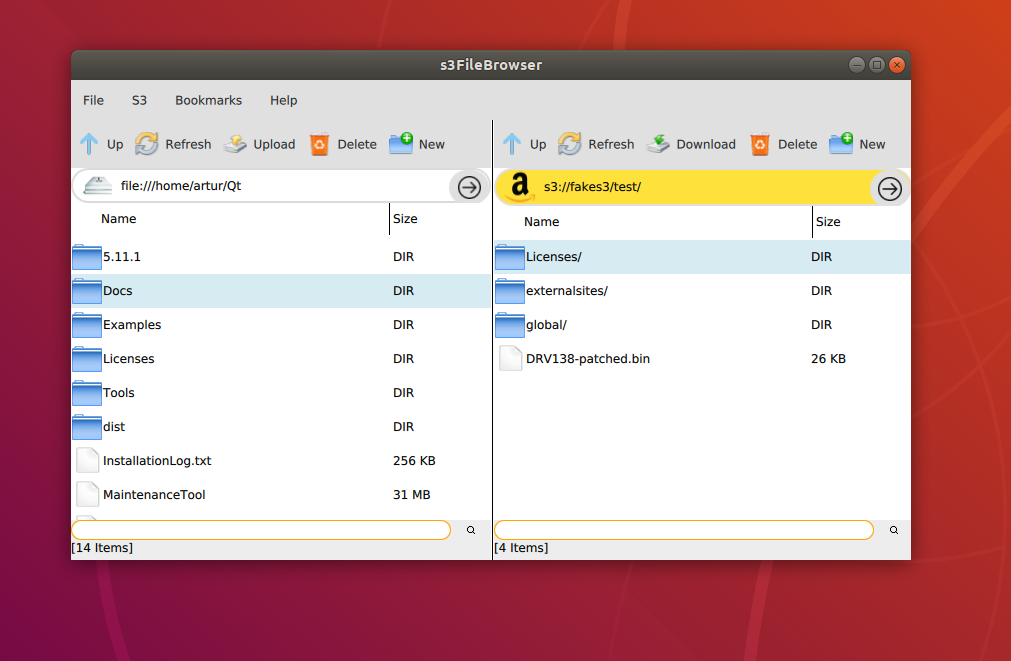 s3FileBrowser
File S3 Bookmarks Help
Up Refresh Upload Delete New
file:///home/artur/Qt
Name Size
5.11.1 DIR
Docs DIR
Examples DIR
Licenses DIR
Tools DIR
dist DIR
InstallationLog.txt 256 KB
MaintenanceTool 31 MB
[14 Items]
Up Refresh Download Delete New
a s3://fakes3/test/
Name Size
Licenses/ DIR
externalsites/ DIR
global/ DIR
DRV138-patched.bin 26 KB
[4 Items]